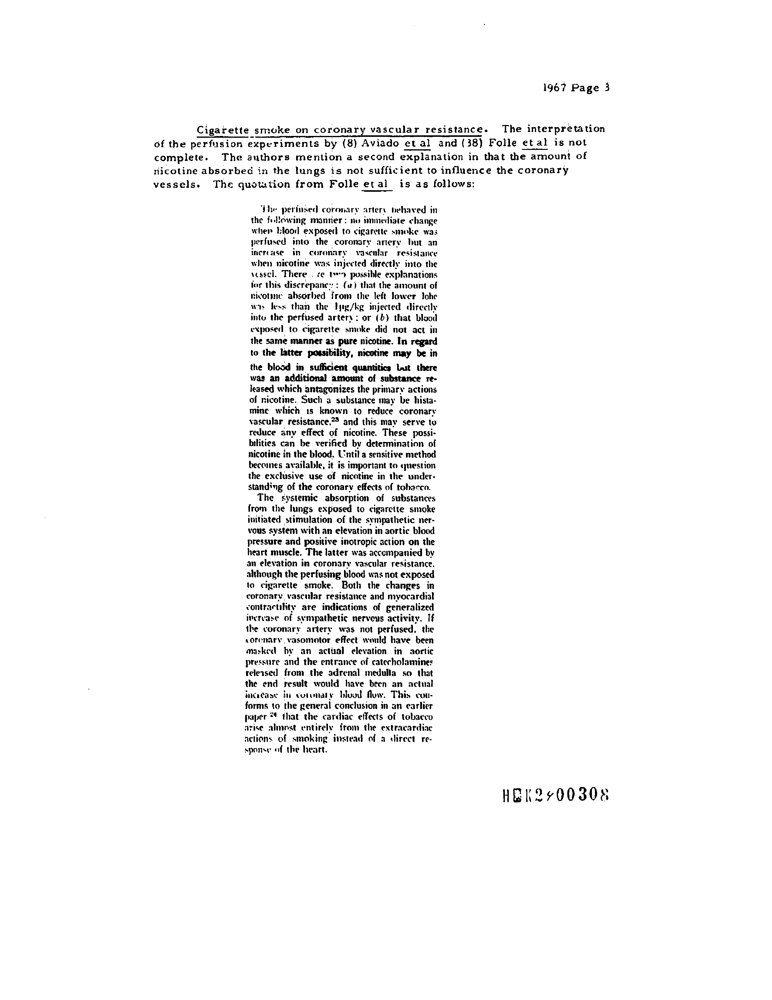 1967 Page 3
Cigarette smoke on coronary vascular resistance. The interpretation
of the perfusion experiments by (8) Aviado et al and (38) Folle et al is not
complete. The authors mention a second explanation in that the amount of
nicotine absorbed in the lungs is not sufficient to influence the coronary
vessels. The quotation from Folle et al is as follows:
The perfused coronary artery behaved in
the following manner: no immediate change
when blood exposed to cigarette smoke was
perfused into the coronary artery but an
increase in coronary vascular resistance
when nicotine was injected directly into the
vessel. There are two possible explanations
for this discrepancy: (a) that the amount of
nicotine absorbed from the left lower lobe
was less than the 1µg/kg injected directly
into the perfused artery; or (b) that blood
exposed to cigarette smoke did not act in
the same manner as pure nicotine. In regard
to the latter possibility, nicotine may be in
the blood in sufficient quantities but there
was an additional amount of substance re-
leased which antagonizes the primary actions
of nicotine. Such a substance may be hista-
mine which is known to reduce coronary
vascular resistance,23 and this may serve to
reduce any effect of nicotine. These possi-
bilities can be verified by determination of
nicotine in the blood. Until a sensitive method
becomes available, it is important to question
the exclusive use of nicotine in the under-
standing of the coronary effects of tobacco.
The systemic absorption of substances
from the lungs exposed to cigarette smoke
initiated stimulation of the sympathetic ner-
vous system with an elevation in aortic blood
pressure and positive inotropic action on the
heart muscle. The latter was accompanied by
an elevation in coronary vascular resistance,
although the perfusing blood was not exposed
to cigarette smoke. Both the changes in
coronary vascular resistance and myocardial
contractility are indications of generalized
increase of sympathetic nervous activity. If
the coronary artery was not perfused, the
coronary vasomotor effect would have been
masked by an actual elevation in aortic
pressure and the entrance of catecholamines
released from the adrenal medulla so that
the end result would have been an actual
increase in coronary blood flow. This con-
forms to the general conclusion in an earlier
paper 24 that the cardiac effects of tobacco
arise almost entirely from the extracardiac
actions of smoking instead of a direct re-
sponse of the heart.